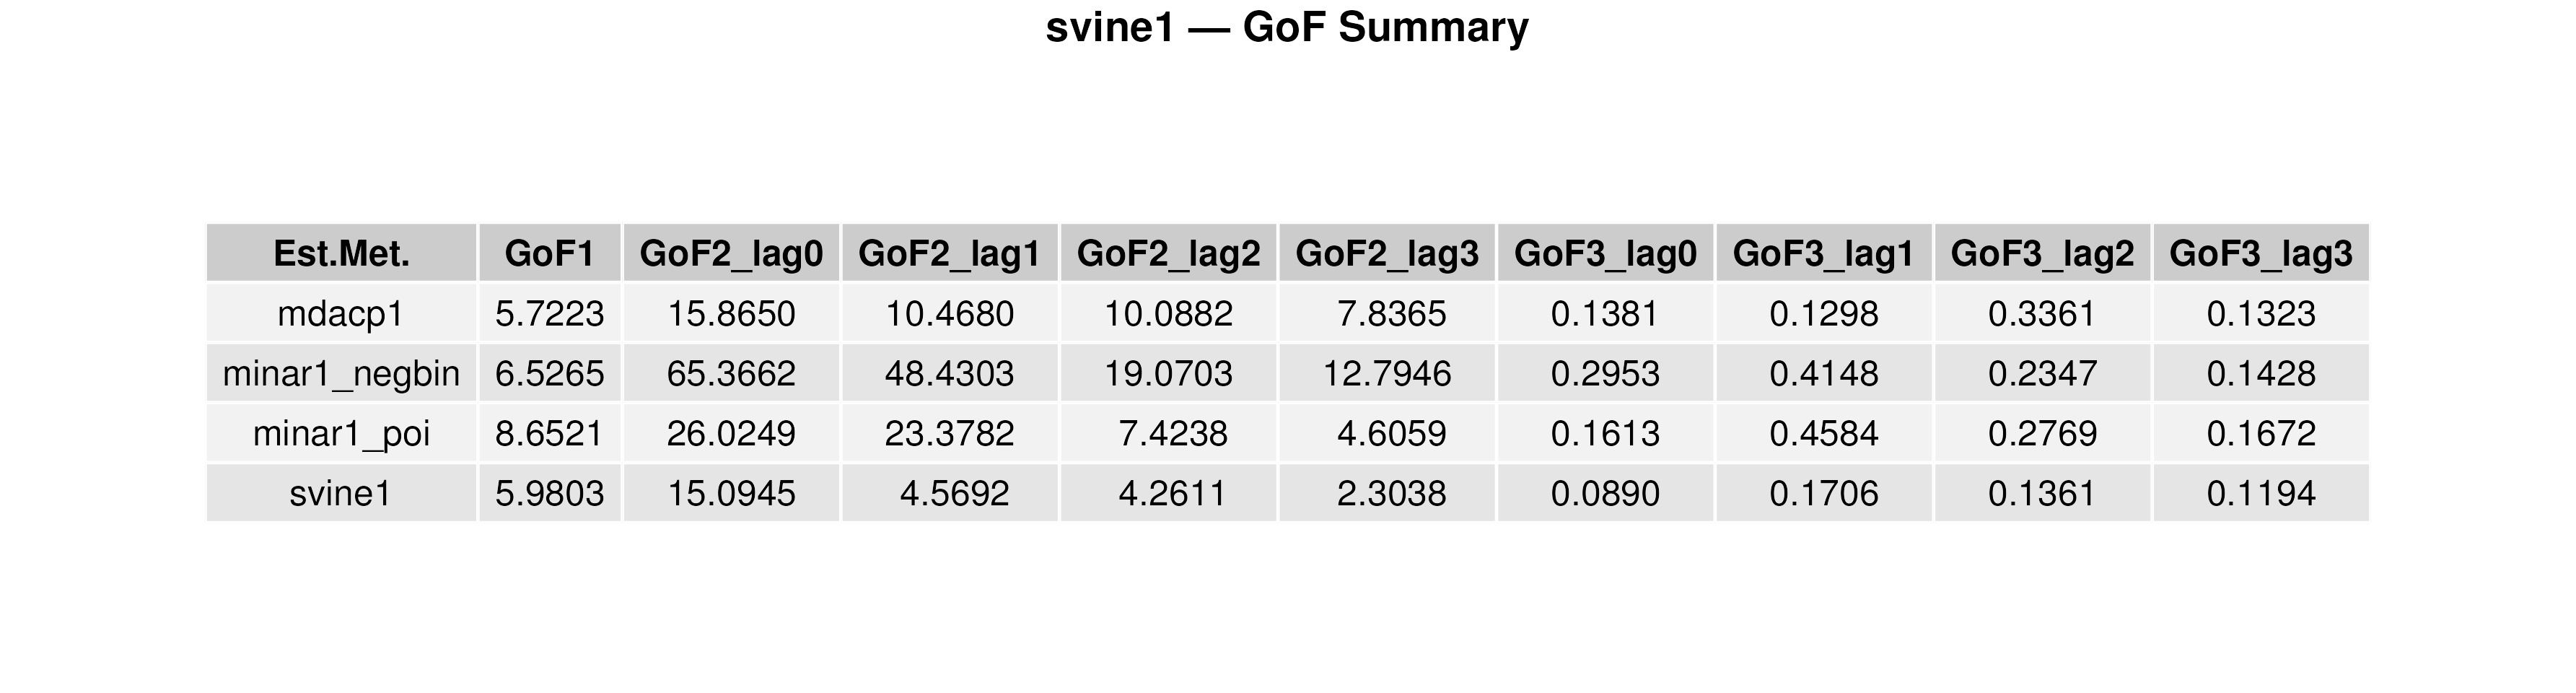 svine1 — GoF Summary
Est.Met. GoF1 GoF2_lag0 GoF2_lag1 GoF2_lag2 GoF2_lag3 GoF3_lag0 GoF3_lag1 GoF3_lag2 GoF3_lag3
mdacp1 5.7223 15.8650 10.4680 10.0882 7.8365 0.1381 0.1298 0.3361 0.1323
minar1_negbin 6.5265 65.3662 48.4303 19.0703 12.7946 0.2953 0.4148 0.2347 0.1428
minar1_poi 8.6521 26.0249 23.3782 7.4238 4.6059 0.1613 0.4584 0.2769 0.1672
svine1 5.9803 15.0945 4.5692 4.2611 2.3038 0.0890 0.1706 0.1361 0.1194